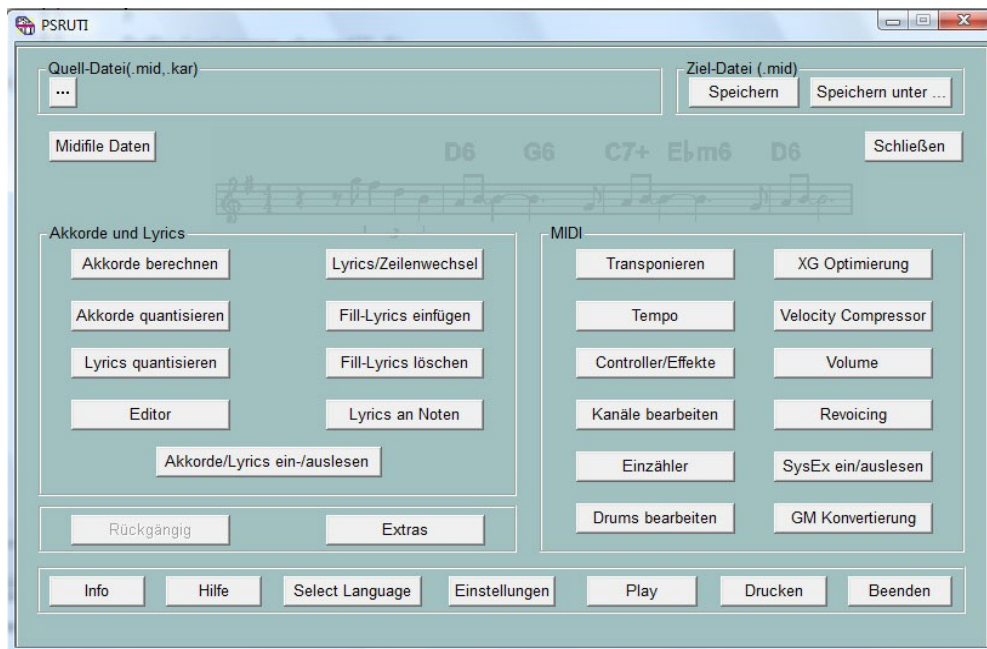 PSRUTI
Quell-Datei(.mid,.kar)
...
Ziel-Datei (.mid)
Speichern
Speichern unter ...
Midifile Daten
Schließen
D6 G6 C7+ E♭m6 D6
Akkorde und Lyrics
Akkorde berechnen
Lyrics/Zeilenwechsel
Akkorde quantisieren
Fill-Lyrics einfügen
Lyrics quantisieren
Fill-Lyrics löschen
Editor
Lyrics an Noten
Akkorde/Lyrics ein-/auslesen
MIDI
Transponieren
XG Optimierung
Tempo
Velocity Compressor
Controller/Effekte
Volume
Kanäle bearbeiten
Revoicing
Einzähler
SysEx ein/auslesen
Drums bearbeiten
GM Konvertierung
Rückgängig
Extras
Info
Hilfe
Select Language
Einstellungen
Play
Drucken
Beenden